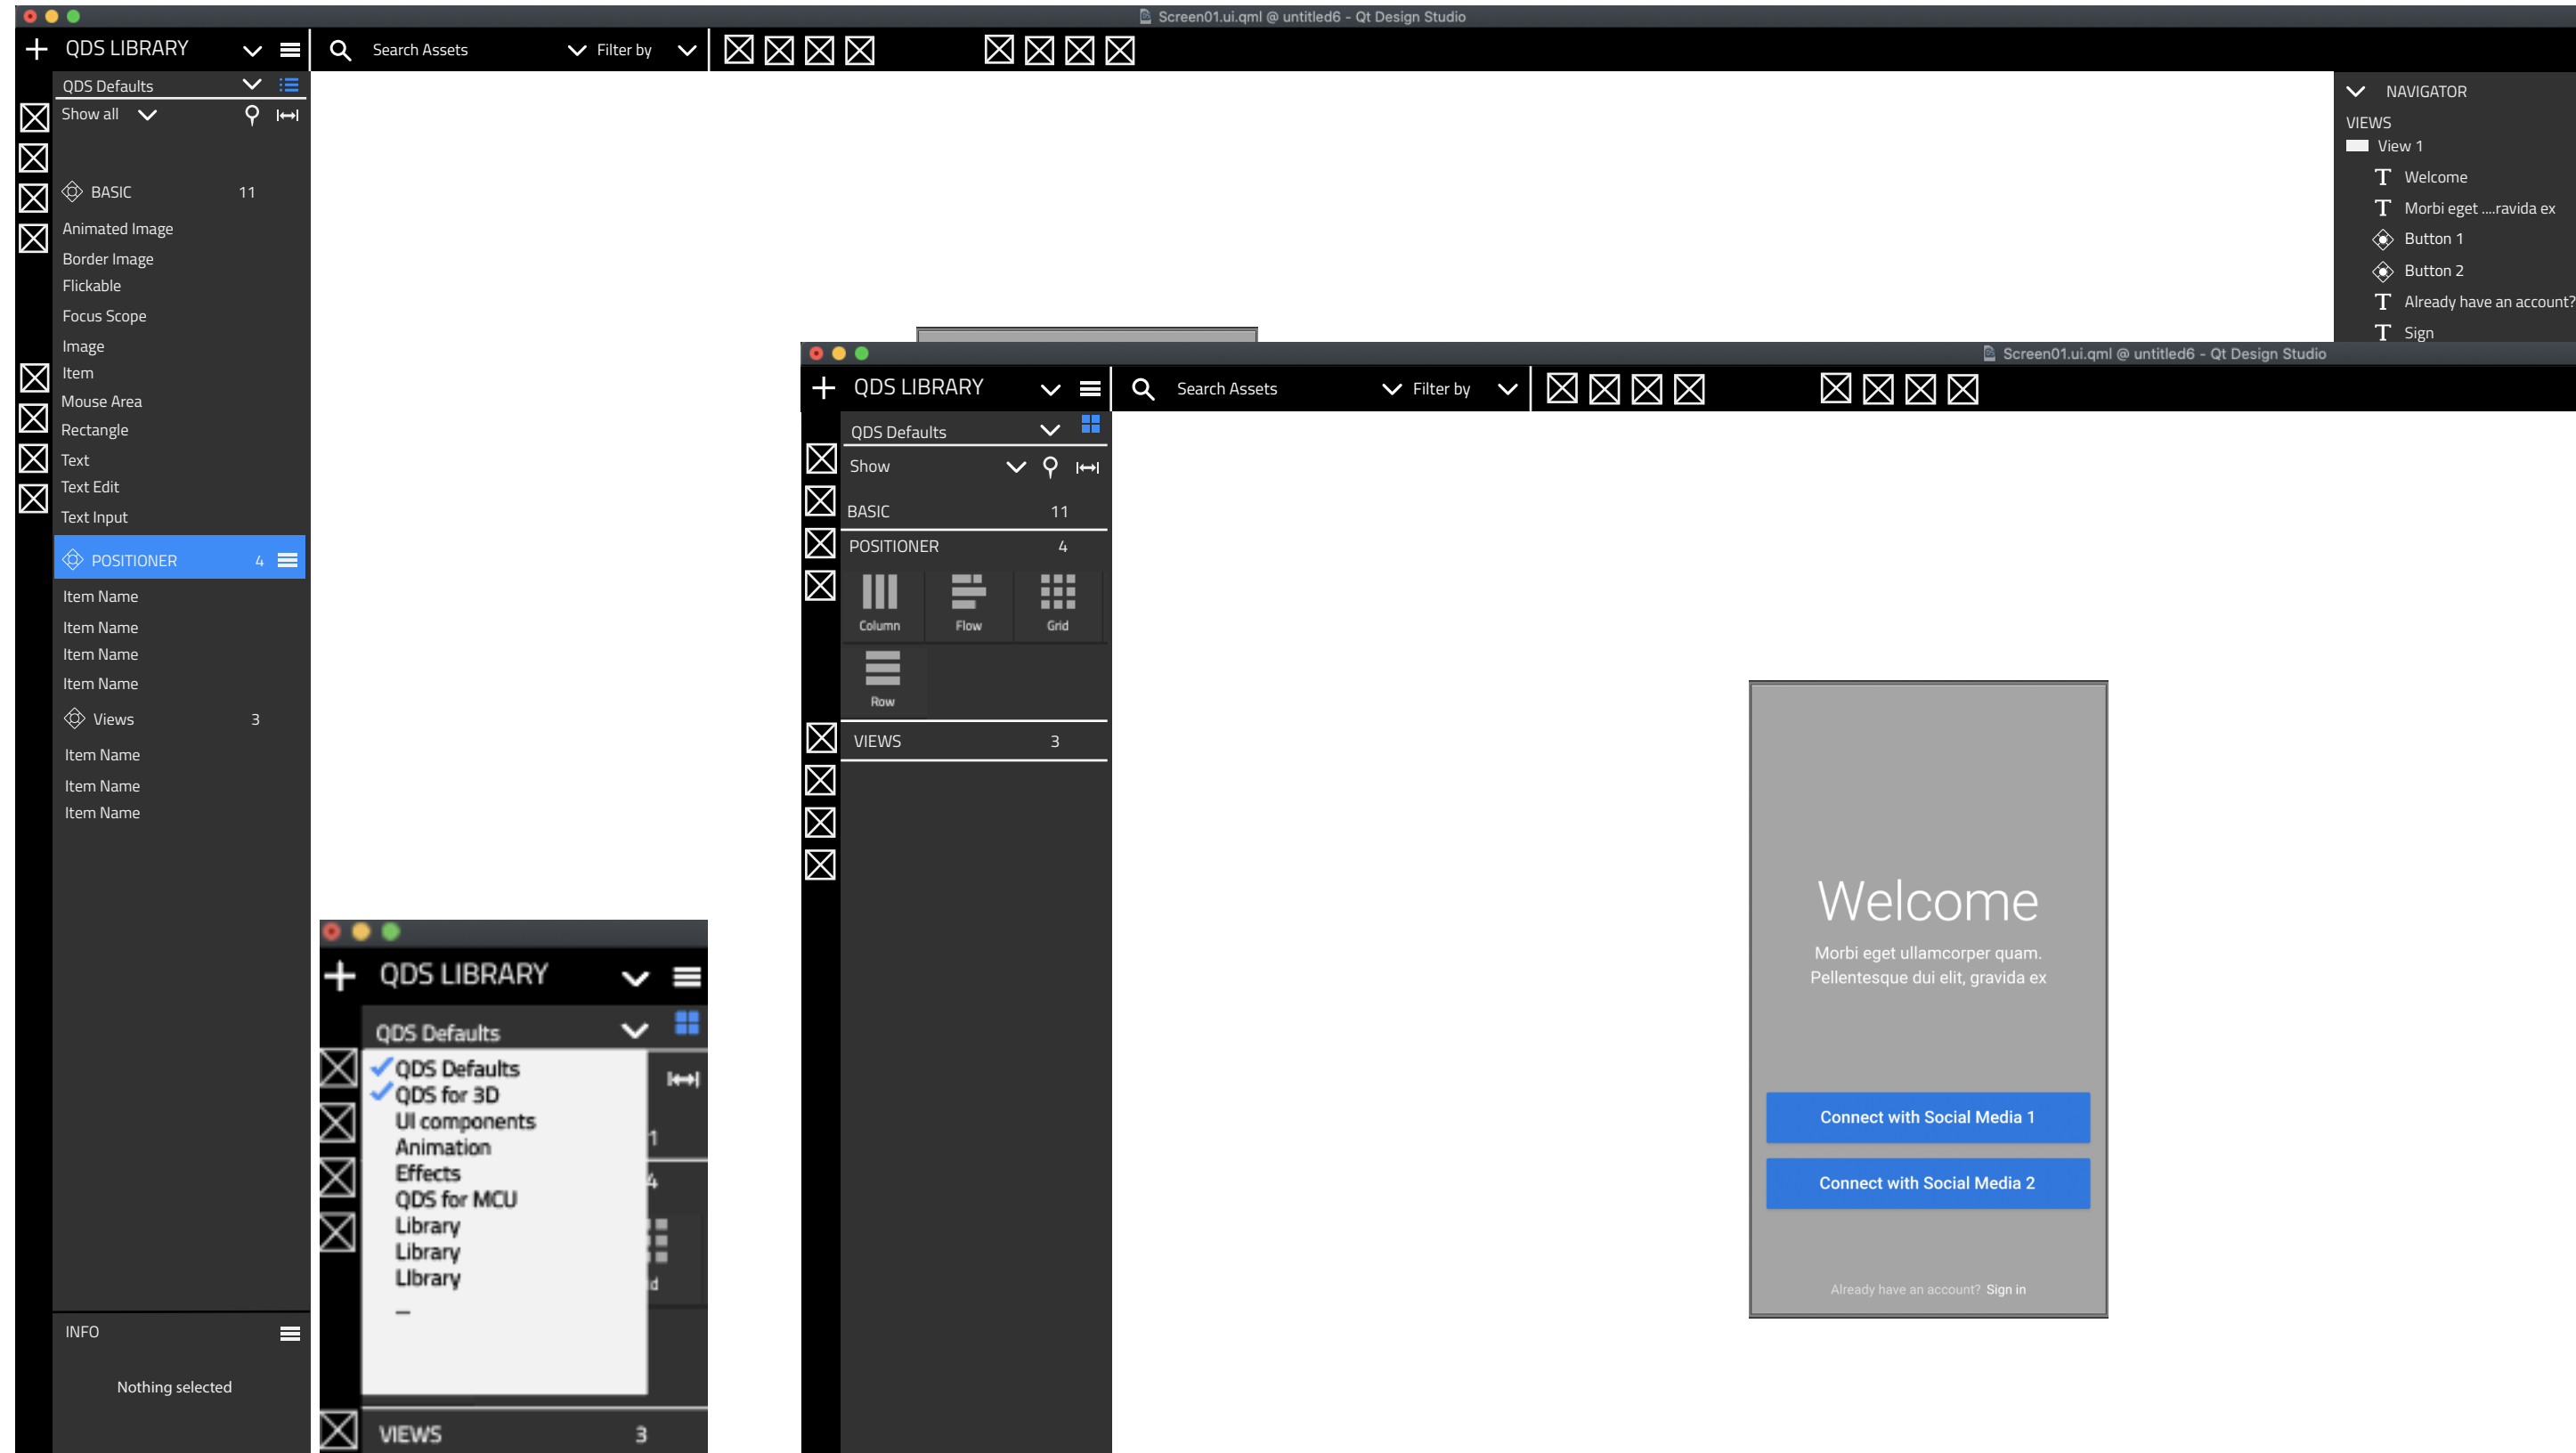 Screen01.ui.qml @ untitled6 - Qt Design Studio
QDS LIBRARY
Search Assets
Filter by
QDS Defaults
Show all
BASIC 11
Animated Image
Border Image
Flickable
Focus Scope
Image
Item
Mouse Area
Rectangle
Text
Text Edit
Text Input
POSITIONER 4
Item Name
Item Name
Item Name
Item Name
Views 3
Item Name
Item Name
Item Name
INFO
Nothing selected
NAVIGATOR
VIEWS
View 1
T Welcome
T Morbi eget ....ravida ex
Button 1
Button 2
T Already have an account?
T Sign
QDS LIBRARY
QDS Defaults
QDS Defaults
QDS for 3D
UI components
Animation
Effects
QDS for MCU
Library
Library
LIbrary
_
1
4
d
VIEWS 3
Screen01.ui.qml @ untitled6 - Qt Design Studio
QDS LIBRARY
Search Assets
Filter by
QDS Defaults
Show
BASIC 11
POSITIONER 4
Column Flow Grid
Row
VIEWS 3
Welcome
Morbi eget ullamcorper quam.
Pellentesque dui elit, gravida ex
Connect with Social Media 1
Connect with Social Media 2
Already have an account? Sign in